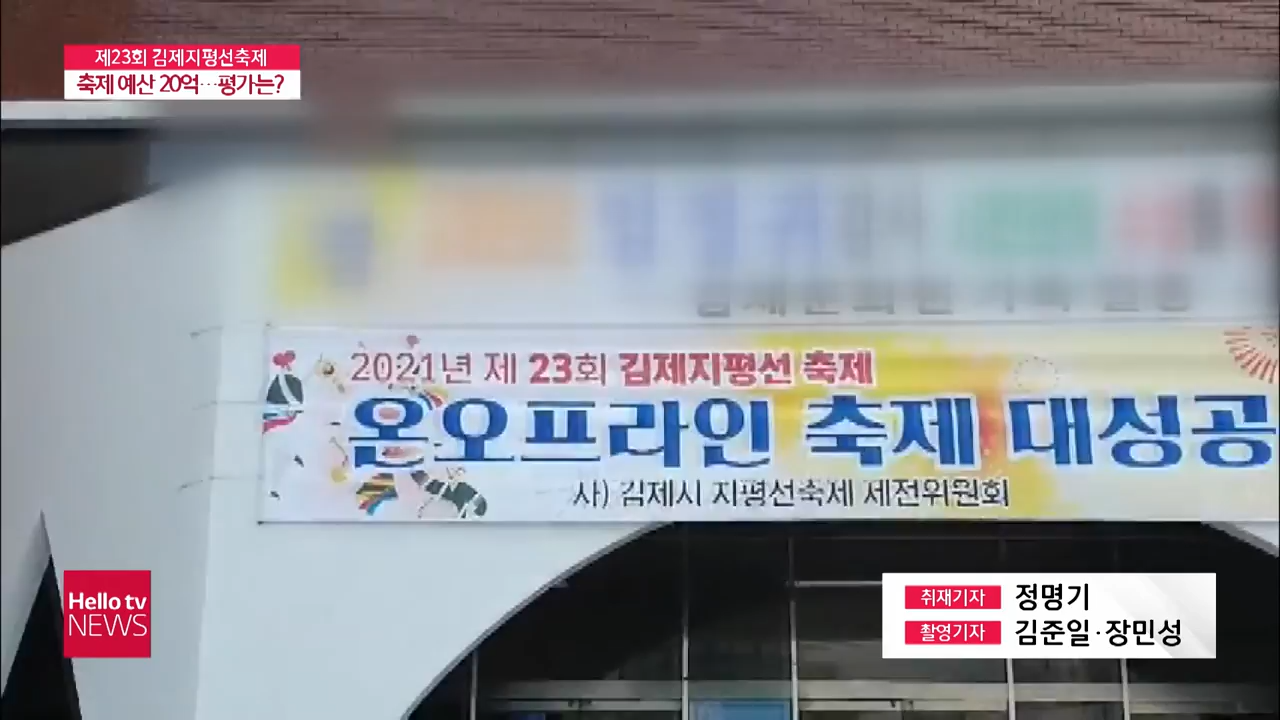 제23회 김제지평선축제
축제 예산 20억…평가는?
2021년 제 23회 김제지평선 축제
온오프라인 축제 대성공
사) 김제시 지평선축제 제전위원회
Hello tv
NEWS
취재기자 정명기
촬영기자 김준일·장민성